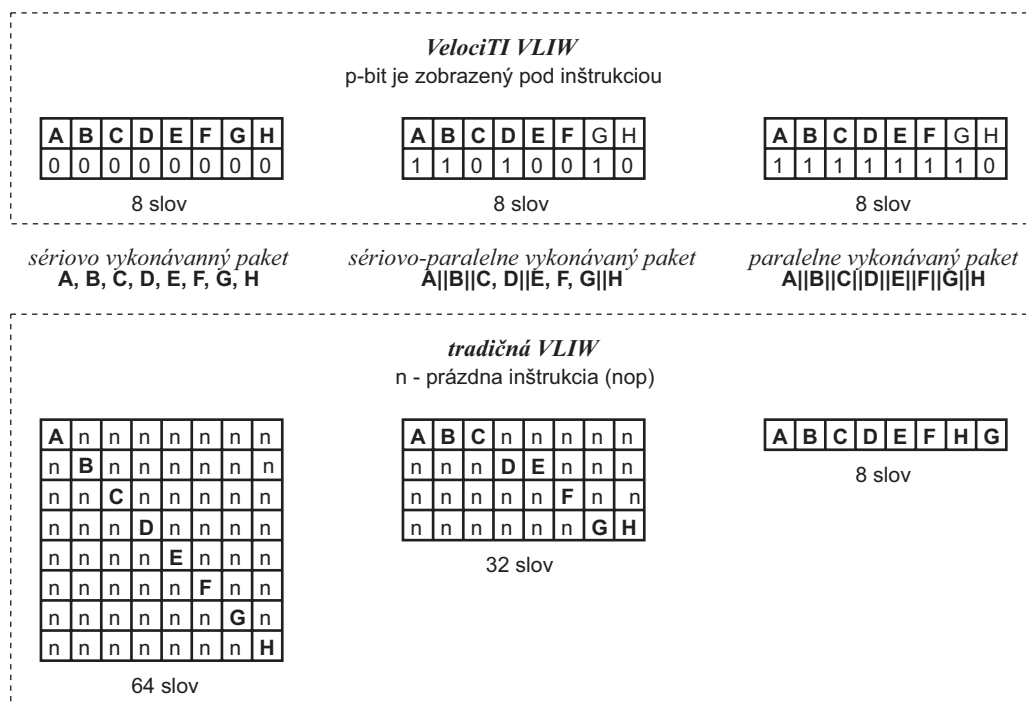 VelociTI VLIW
p-bit je zobrazený pod inštrukciou
A B C D E F G H
0 0 0 0 0 0 0 0
8 slov
A B C D E F G H
1 1 0 1 0 0 1 0
8 slov
A B C D E F G H
1 1 1 1 1 1 1 0
8 slov
sériovo vykonávanný paket
A, B, C, D, E, F, G, H
sériovo-paralelne vykonávaný paket
A||B||C, D||E, F, G||H
paralelne vykonávaný paket
A||B||C||D||E||F||G||H
tradičná VLIW
n - prázdna inštrukcia (nop)
A n n n n n n n
n B n n n n n n
n n C n n n n n
n n n D n n n n
n n n n E n n n
n n n n n F n n
n n n n n n G n
n n n n n n n H
64 slov
A B C n n n n n
n n n D E n n n
n n n n n F n n
n n n n n n G H
32 slov
A B C D E F H G
8 slov